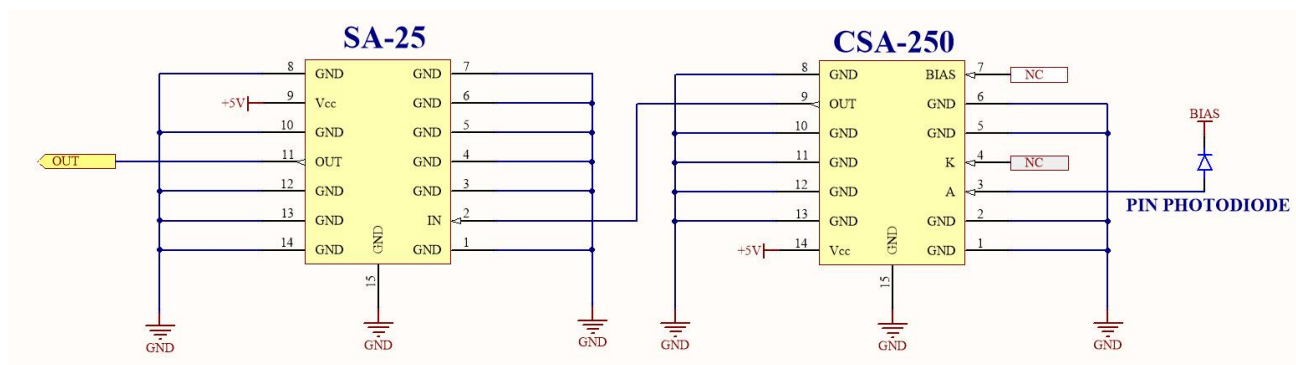 SA-25
CSA-250
8 GND GND 7
+5V 9 Vcc GND 6
10 GND GND 5
OUT 11 OUT GND 4
12 GND GND 3
13 GND IN 2
14 GND GND 1
GND
15
GND
GND
GND
8 GND BIAS 7 NC
9 OUT GND 6
10 GND GND 5
11 GND K 4 NC
12 GND A 3
13 GND GND 2
+5V 14 Vcc GND 1
GND
15
GND
GND
GND
BIAS
PIN PHOTODIODE